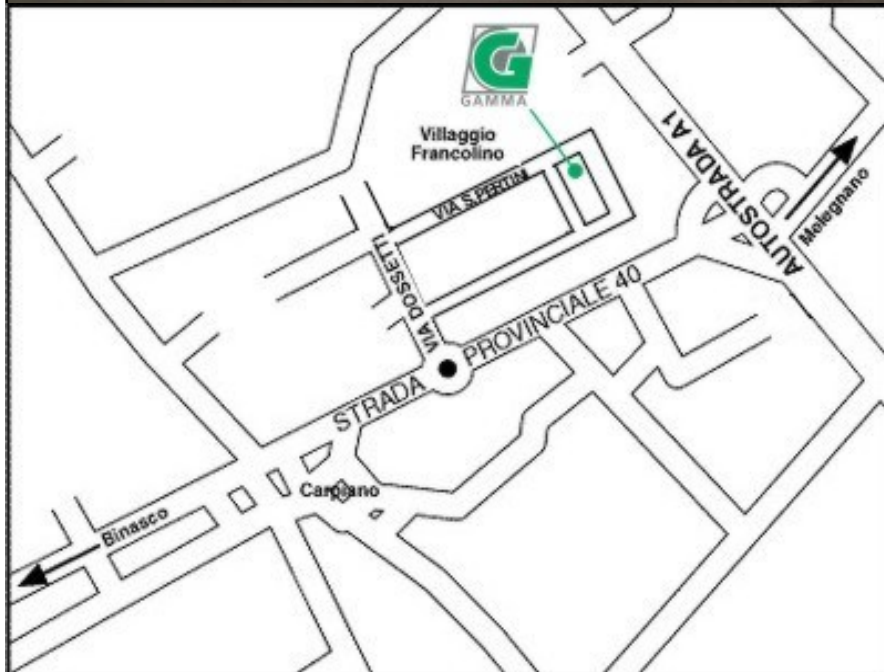 G
GAMMA
Villaggio
Francolino
VIA S.PERTINI
AUTOSTRADA A1
Melegnano
VIA DOSSETTI
STRADA PROVINCIALE 40
Carpiano
Binasco